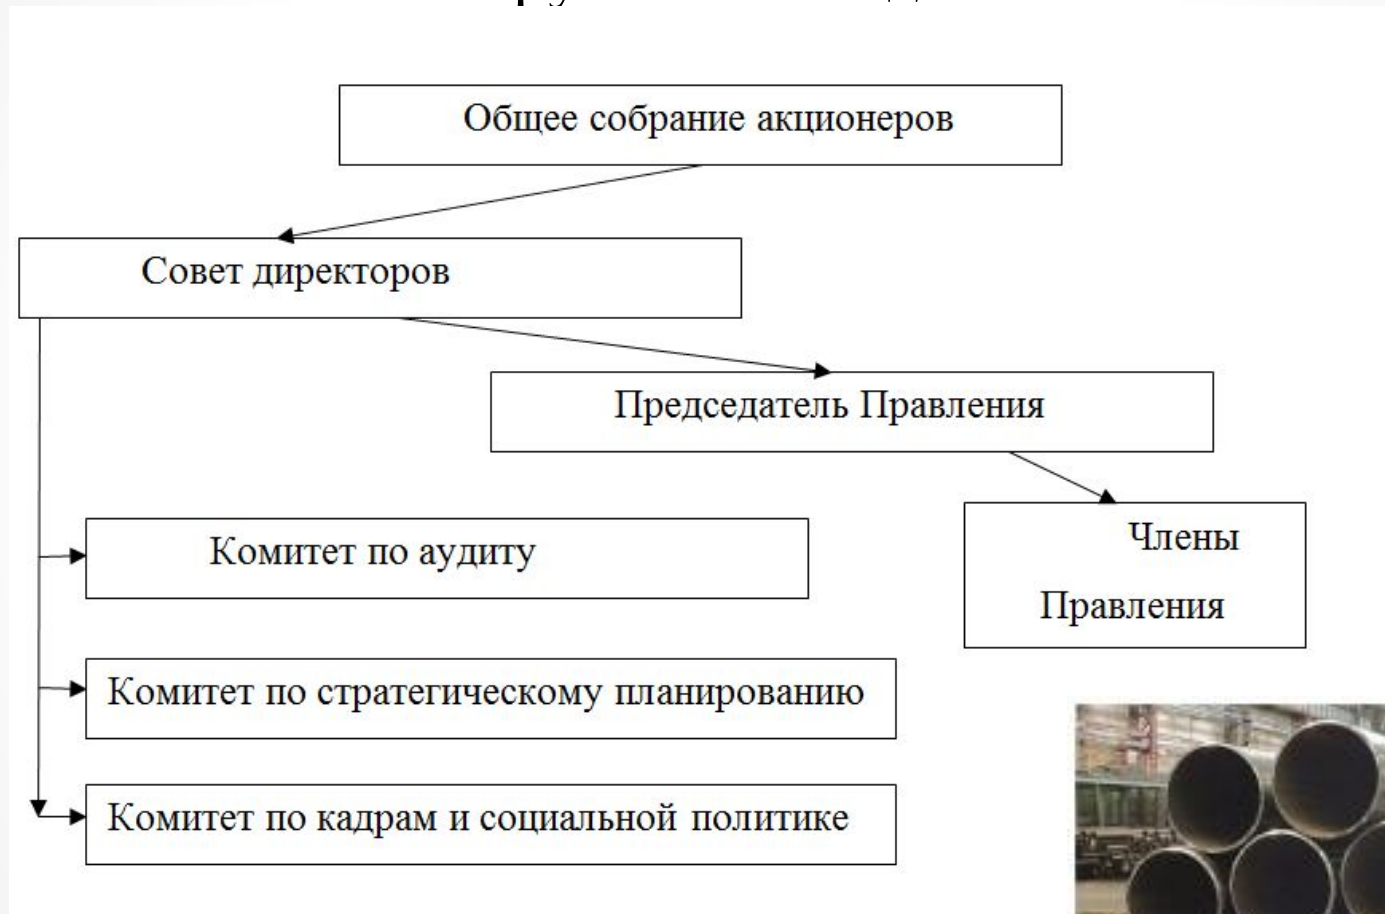 Общее собрание акционеров
Совет директоров
Председатель Правления
Члены
Правления
Комитет по аудиту
Комитет по стратегическому планированию
Комитет по кадрам и социальной политике